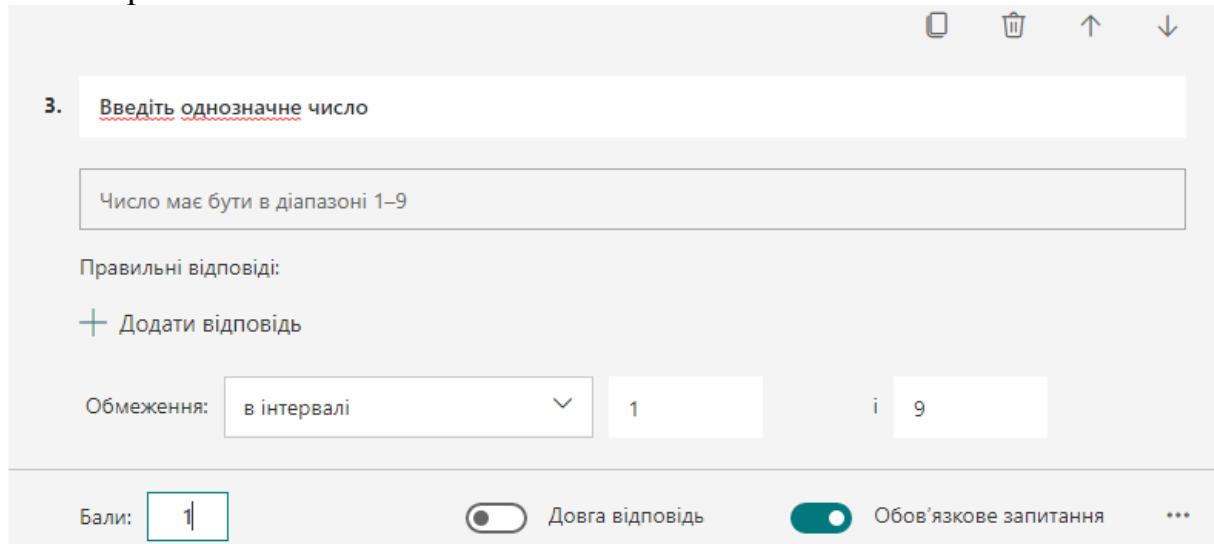 3. Введіть однозначне число
Число має бути в діапазоні 1–9
Правильні відповіді:
Додати відповідь
Обмеження: в інтервалі 1 і 9
Бали: 1 Довга відповідь Обов’язкове запитання